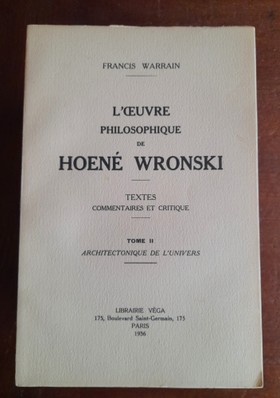 FRANCIS WARRAIN
L'ŒUVRE
PHILOSOPHIQUE
DE
HOENÉ WRONSKI
TEXTES
COMMENTAIRES ET CRITIQUE
TOME II
ARCHITECTONIQUE DE L'UNIVERS
LIBRAIRIE VÉGA
175, Boulevard Saint-Germain, 175
PARIS
1936